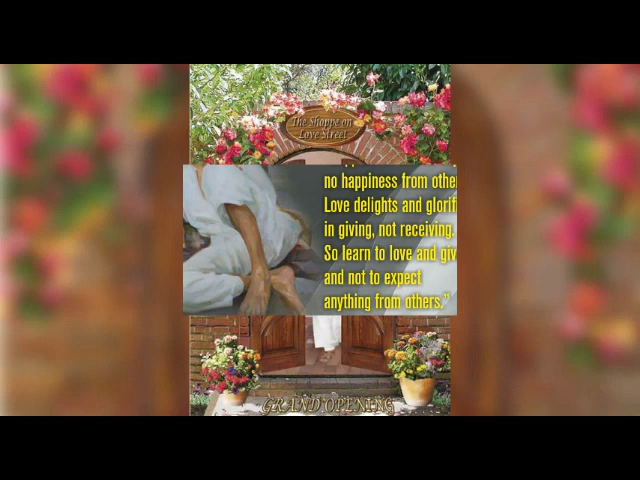 The Shoppe on
Love Street
no happiness from other
Love delights and glorif
in giving, not receiving.
So learn to love and giv
and not to expect
anything from others."
GRAND OPENING